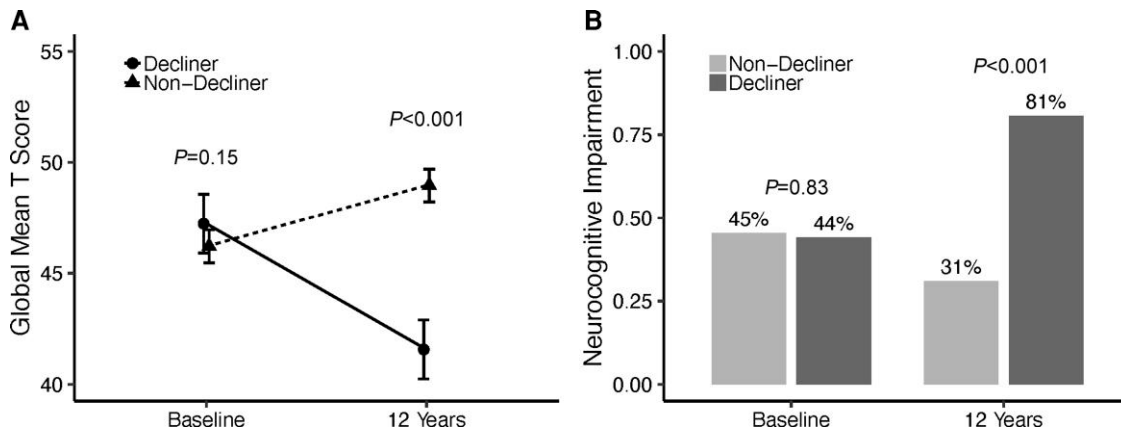 A
Global Mean T Score
55
50
45
40
Decliner
Non-Decliner
P=0.15
P<0.001
Baseline
12 Years
B
Neurocognitive Impairment
1.00
0.75
0.50
0.25
0.00
Non-Decliner
Decliner
P=0.83
P<0.001
45%
44%
31%
81%
Baseline
12 Years